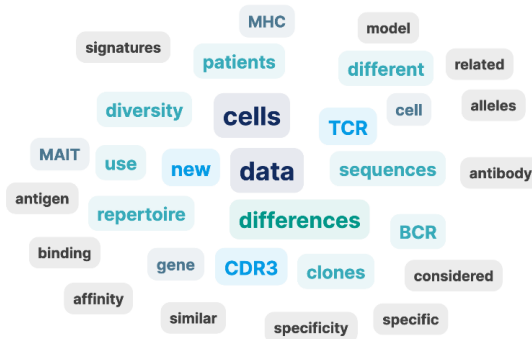 MHC
model
signatures
patients
different
related
diversity
cells
cell
alleles
TCR
MAIT
use
new
data
sequences
antibody
antigen
repertoire
differences
BCR
binding
gene
CDR3
clones
considered
affinity
similar
specificity
specific